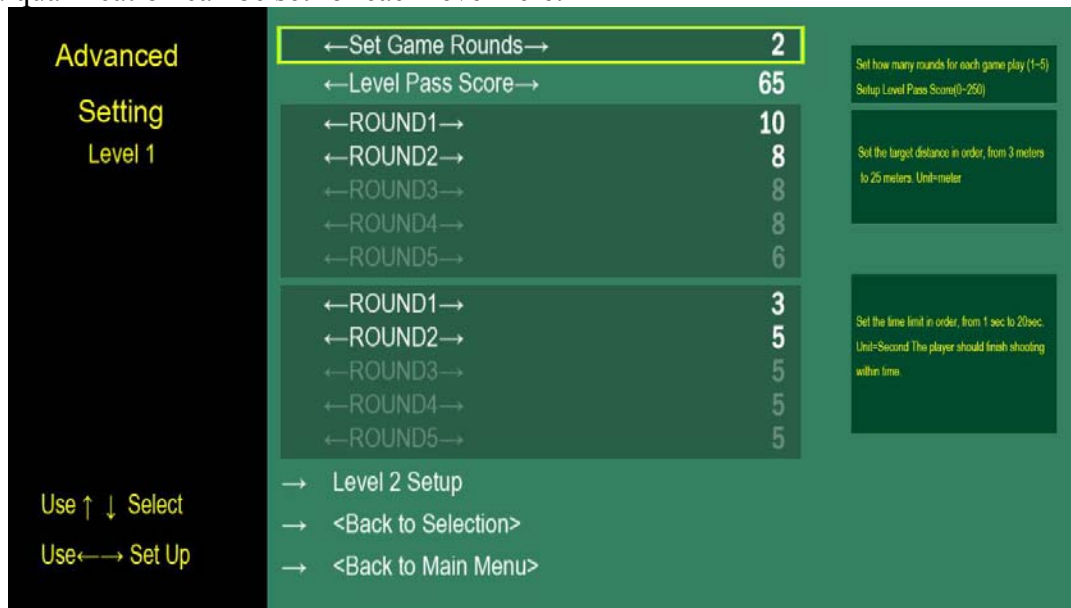 Advanced
Setting
Level 1
Use ↑ ↓ Select
Use←→ Set Up
←Set Game Rounds→ 2
←Level Pass Score→ 65
←ROUND1→ 10
←ROUND2→ 8
←ROUND3→ 8
←ROUND4→ 8
←ROUND5→ 6
←ROUND1→ 3
←ROUND2→ 5
←ROUND3→ 5
←ROUND4→ 5
←ROUND5→ 5
→ Level 2 Setup
→ <Back to Selection>
→ <Back to Main Menu>
Set how many rounds for each game play (1~5)
Setup Level Pass Score(0~250)
Set the target distance in order, from 3 meters
to 25 meters. Unit=meter
Set the time limit in order, from 1 sec to 20sec.
Unit=Second The player should finish shooting
within time.